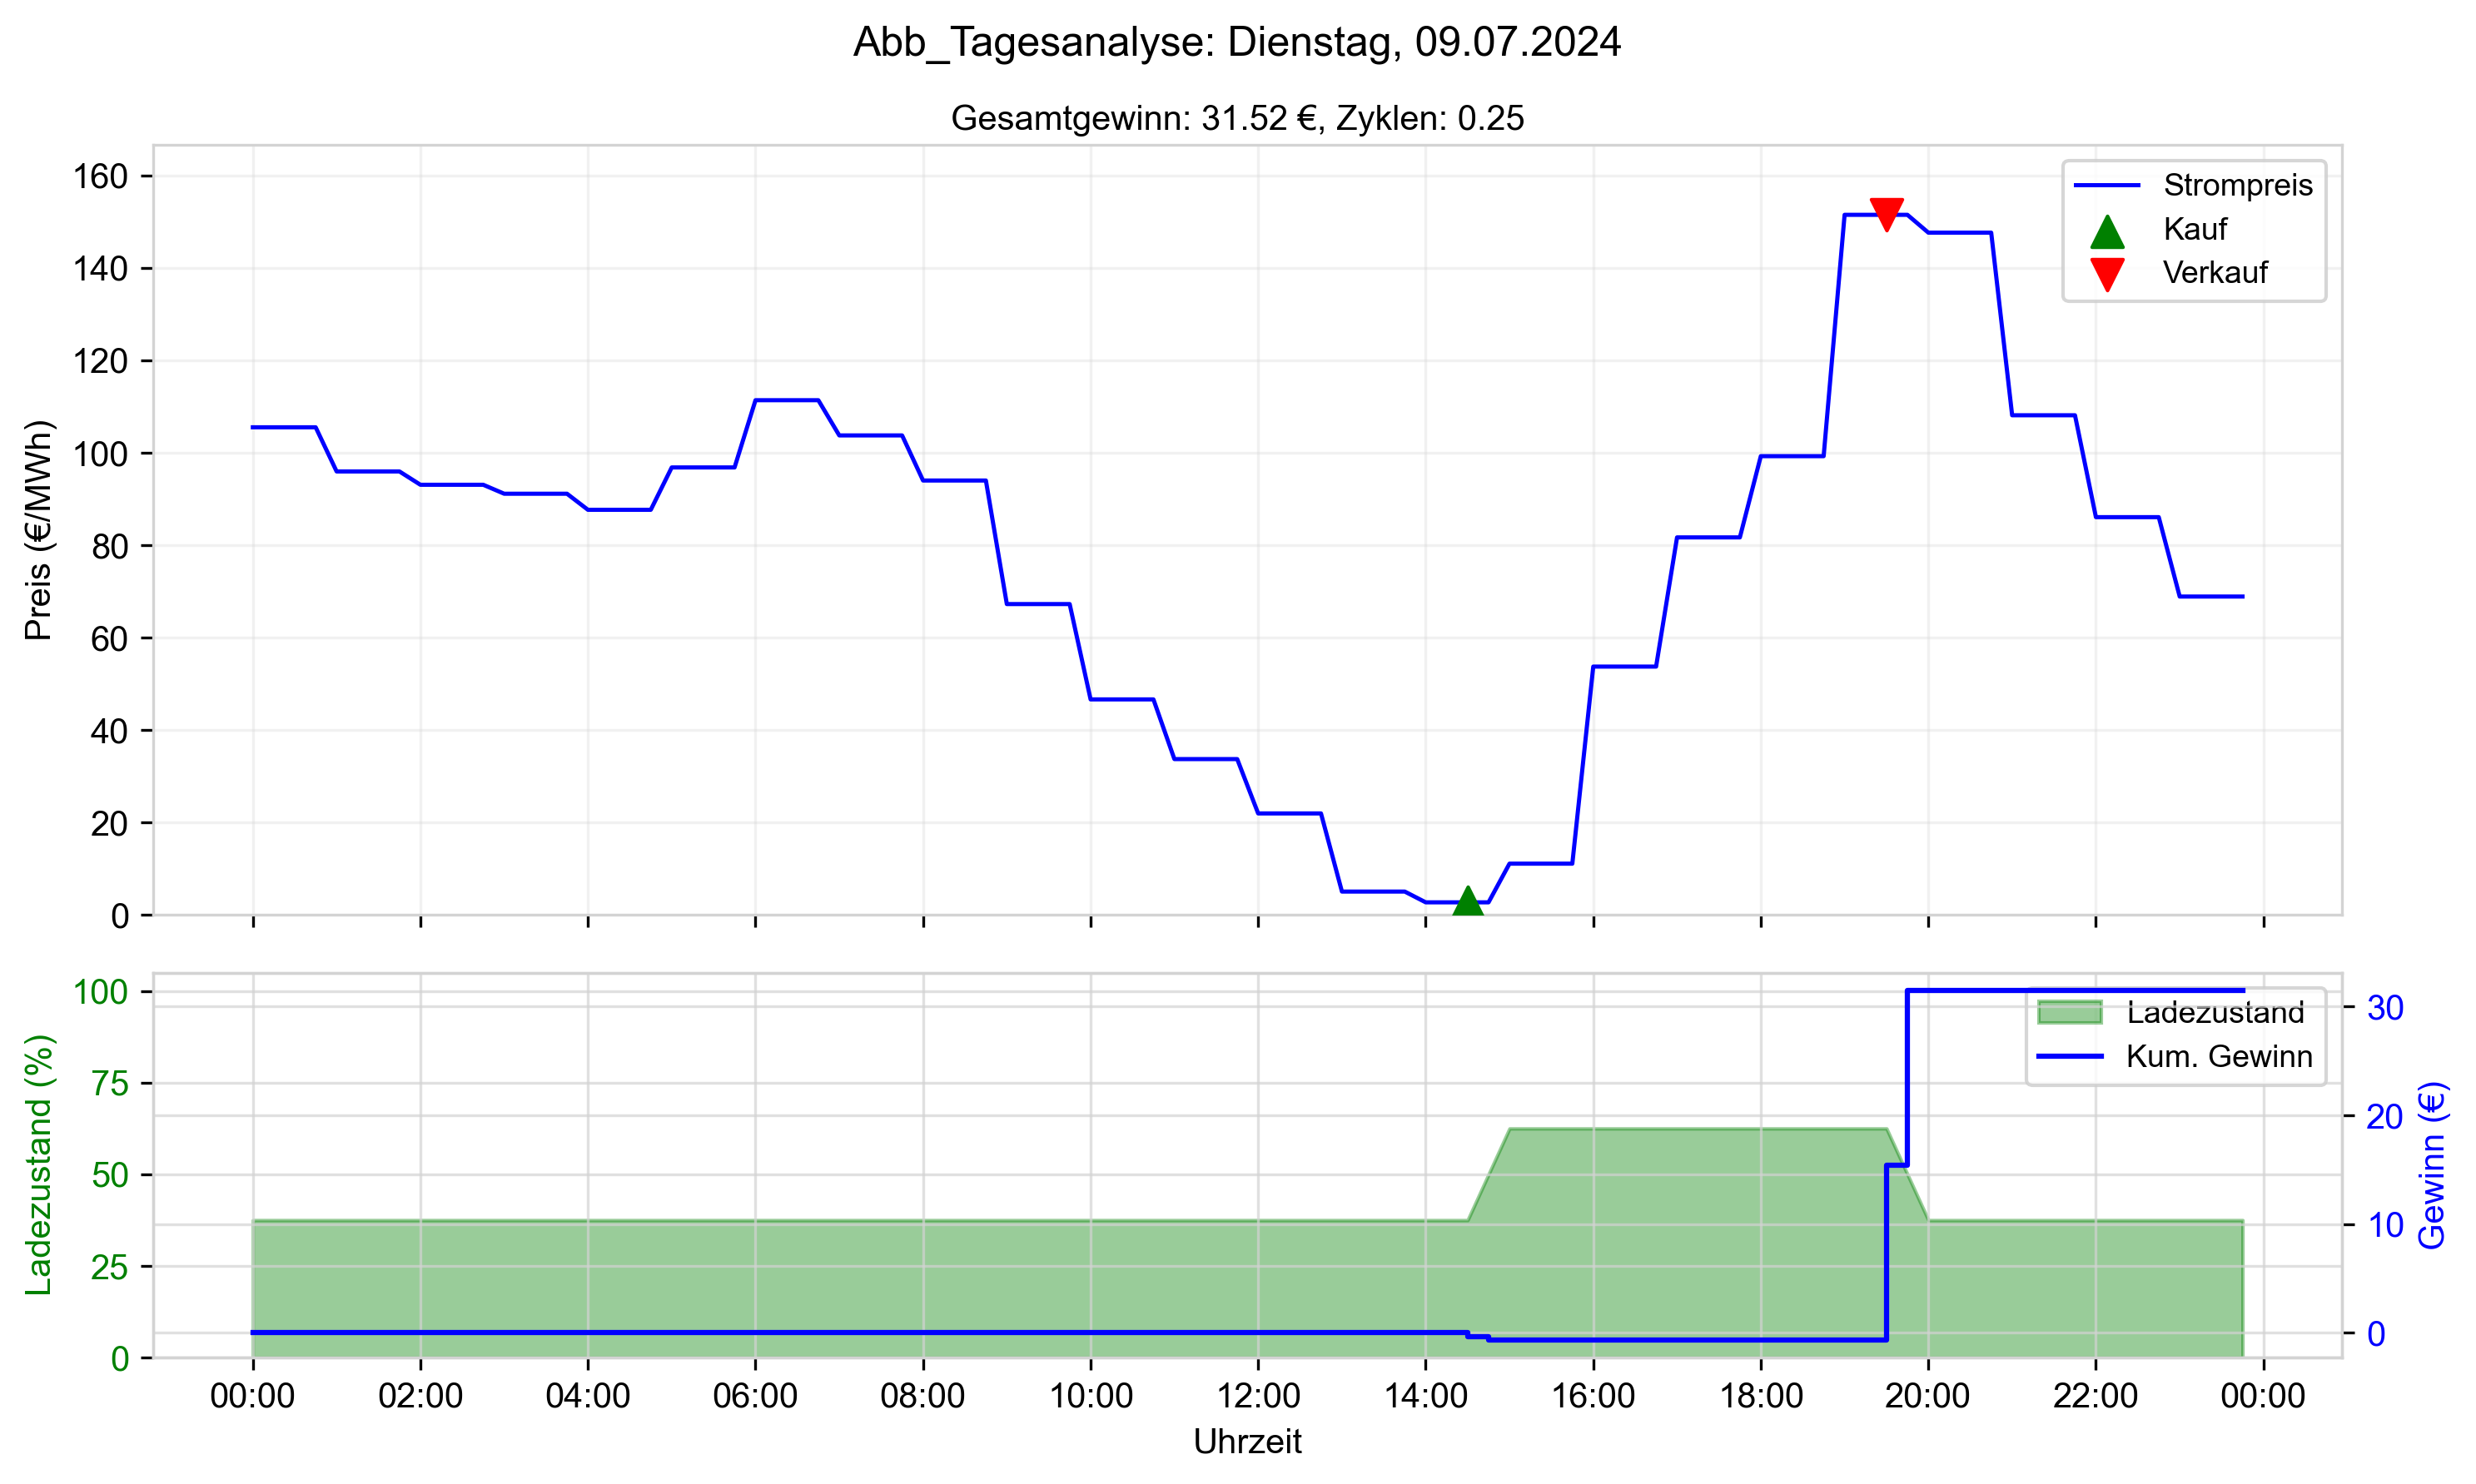 Abb_Tagesanalyse: Dienstag, 09.07.2024
Gesamtgewinn: 31.52 €, Zyklen: 0.25
Preis (€/MWh)
160
140
120
100
80
60
40
20
0
Strompreis
Kauf
Verkauf
Ladezustand (%)
100
75
50
25
0
Ladezustand
Kum. Gewinn
30
20
10
0
Gewinn (€)
00:00 02:00 04:00 06:00 08:00 10:00 12:00 14:00 16:00 18:00 20:00 22:00 00:00
Uhrzeit